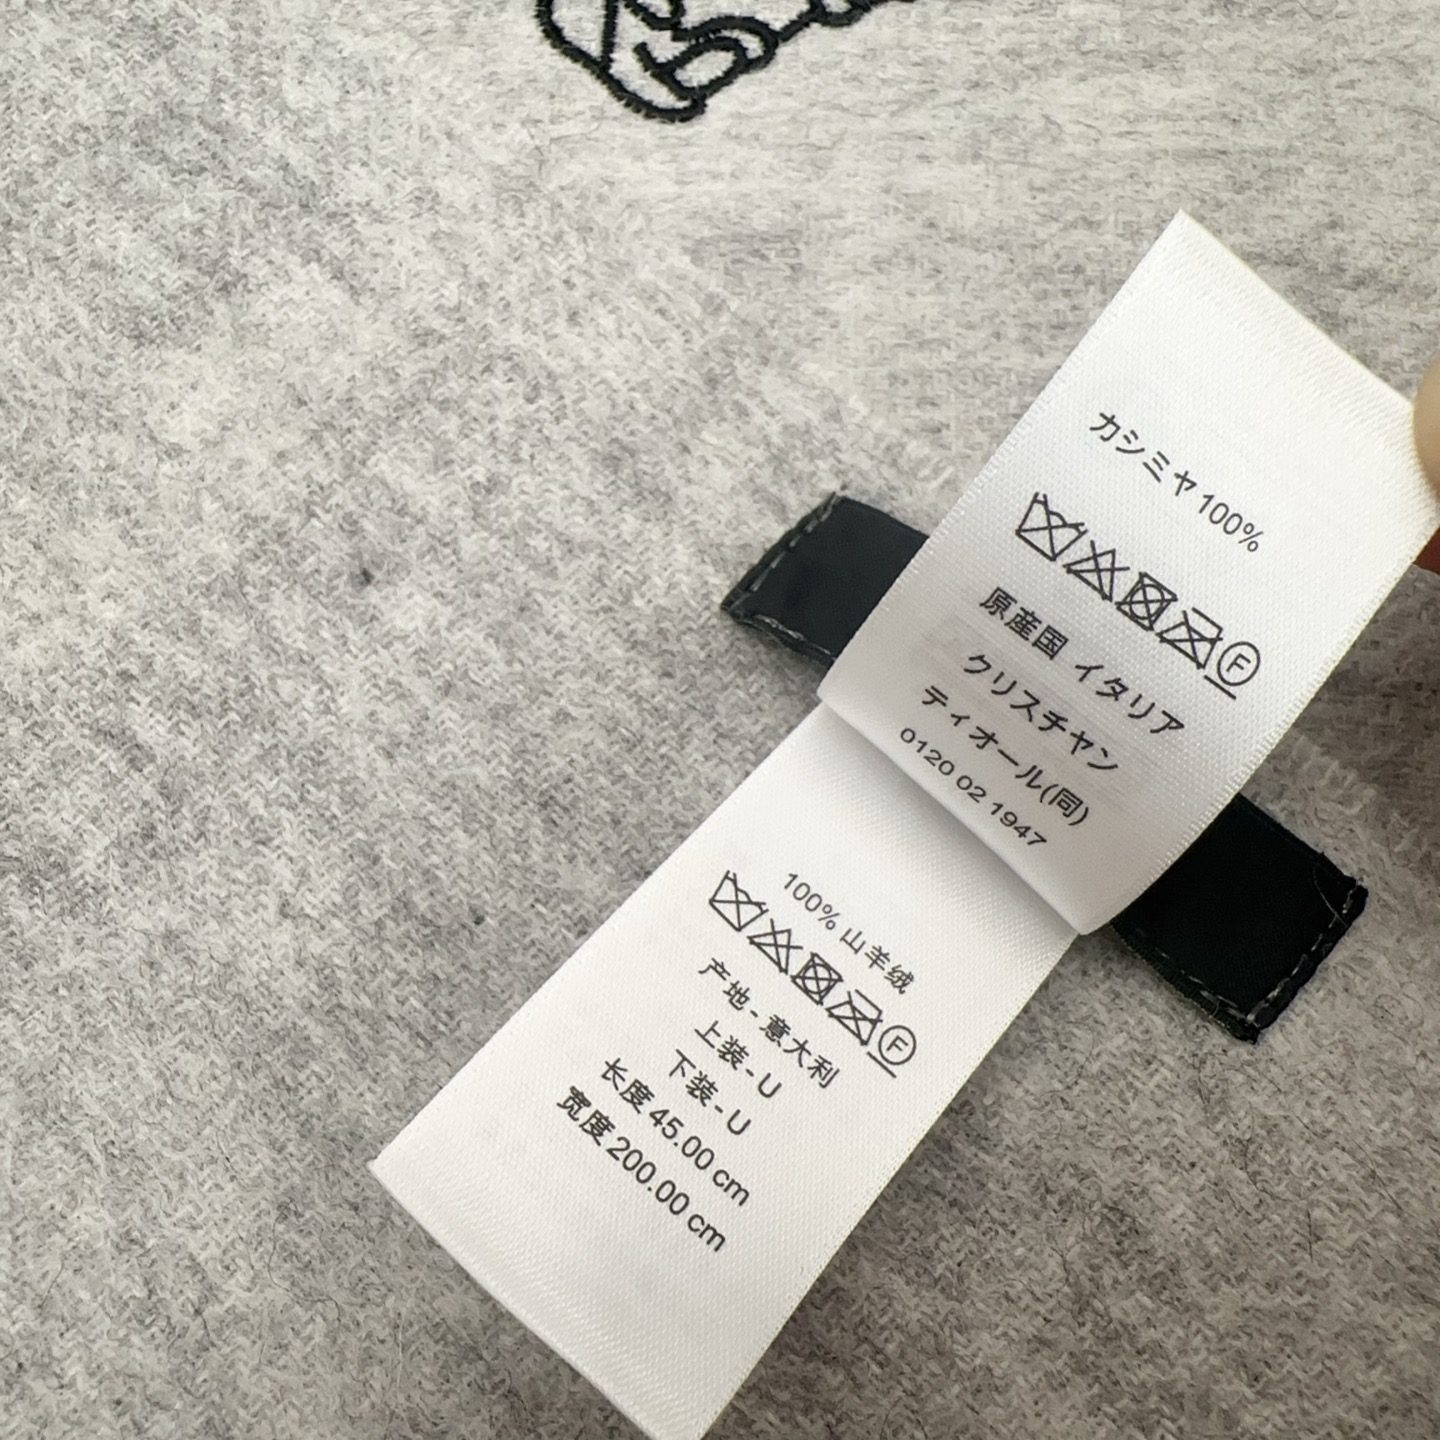 カシミヤ100%
F
原産国 イタリア
クリスチャン
ディオール(同)
0120 02 1947
100% 山羊绒
F
产地-意大利
上装-U
下装-U
长度 45.00 cm
宽度 200.00 cm